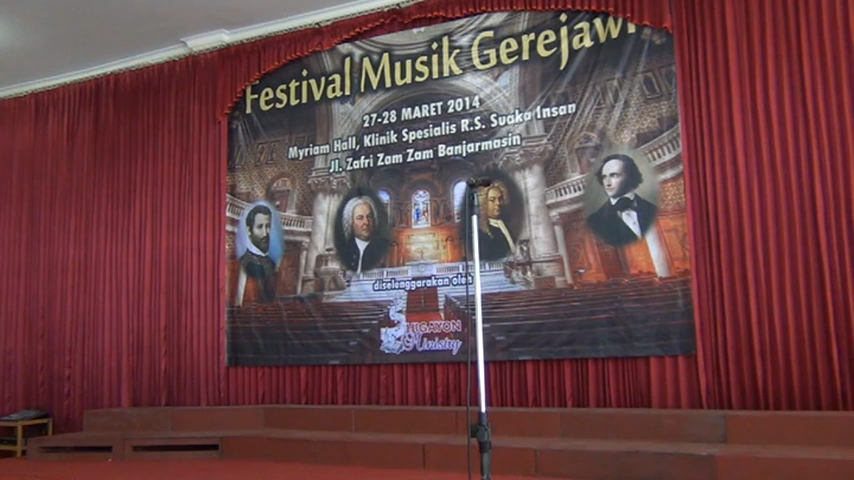 Festival Musik Gerejawi
27-28 MARET 2014
Myriam Hall, Klinik Spesialis R.S. Suaka Insan
Jl. Zafri Zam Zam Banjarmasin
diselenggarakan oleh
SHIGAYON
Ministry